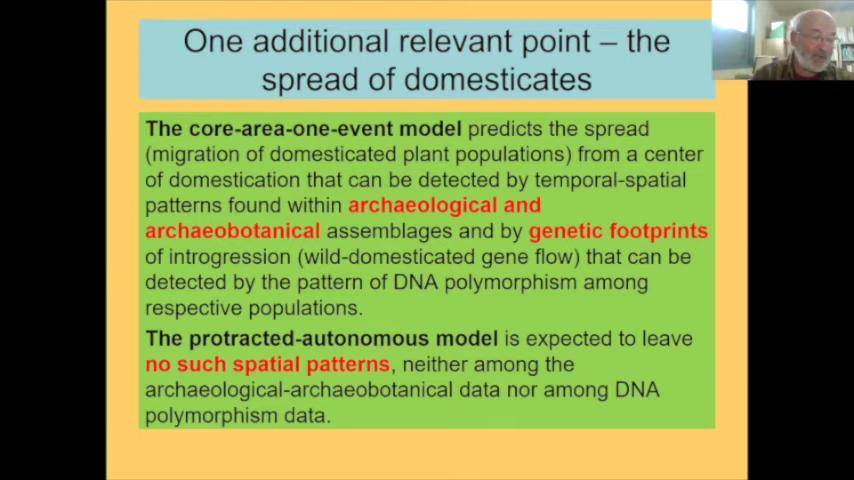 One additional relevant point – the
spread of domesticates
The core-area-one-event model predicts the spread
(migration of domesticated plant populations) from a center
of domestication that can be detected by temporal-spatial
patterns found within archaeological and
archaeobotanical assemblages and by genetic footprints
of introgression (wild-domesticated gene flow) that can be
detected by the pattern of DNA polymorphism among
respective populations.
The protracted-autonomous model is expected to leave
no such spatial patterns, neither among the
archaeological-archaeobotanical data nor among DNA
polymorphism data.